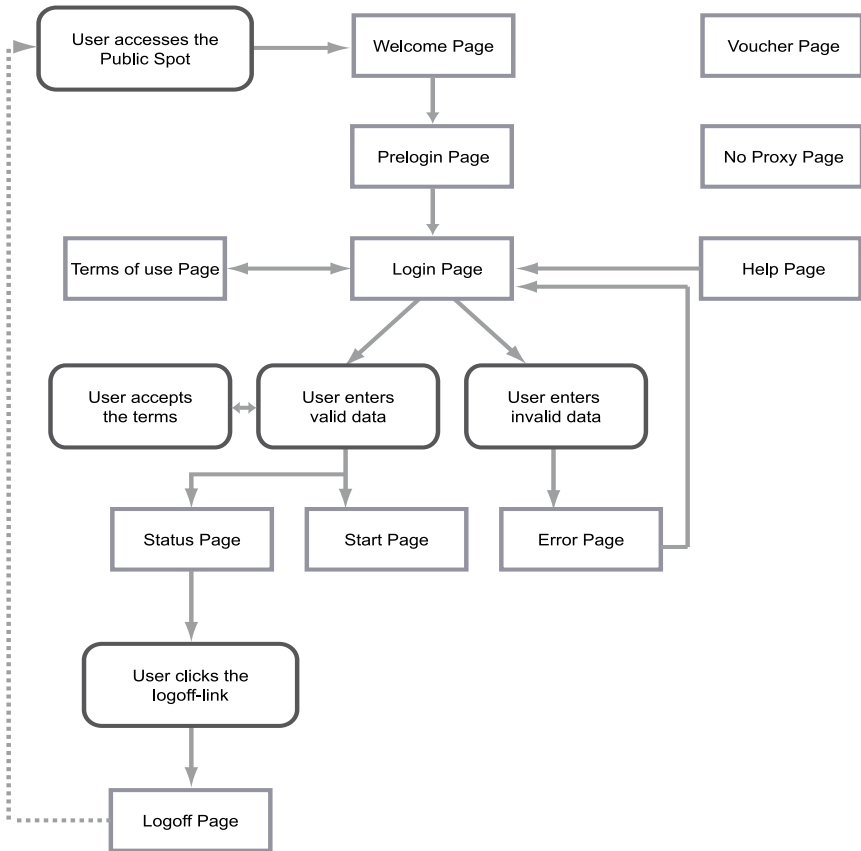 User accesses the
Public Spot
Welcome Page
Voucher Page
Prelogin Page
No Proxy Page
Terms of use Page
Login Page
Help Page
User accepts
the terms
User enters
valid data
User enters
invalid data
Status Page
Start Page
Error Page
User clicks the
logoff-link
Logoff Page